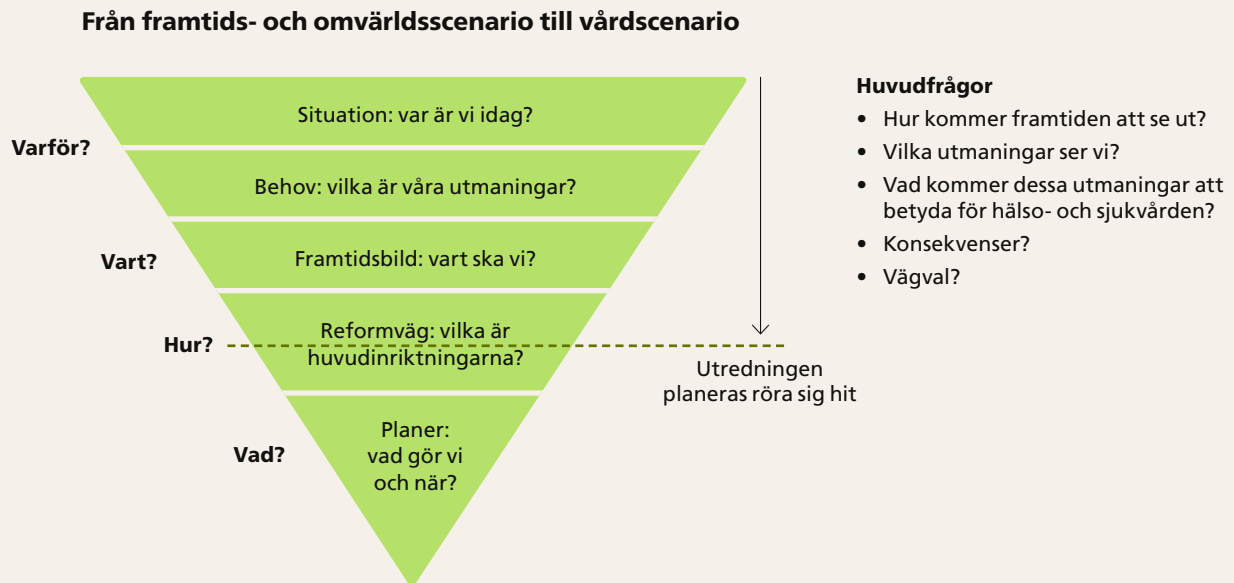 Från framtids- och omvärldsscenario till vårdscenario
Situation: var är vi idag?
Varför?
Behov: vilka är våra utmaningar?
Vart?
Framtidsbild: vart ska vi?
Hur?
Reformväg: vilka är
huvudinriktningarna?
Vad?
Planer:
vad gör vi
och när?
Utredningen
planeras röra sig hit
Huvudfrågor
• Hur kommer framtiden att se ut?
• Vilka utmaningar ser vi?
• Vad kommer dessa utmaningar att
betyda för hälso- och sjukvården?
• Konsekvenser?
• Vägval?